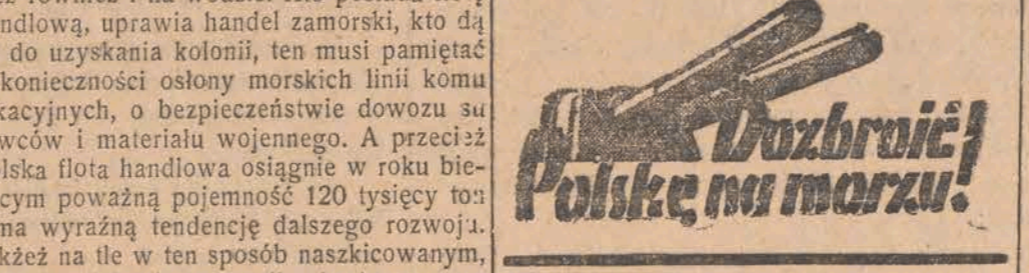 ndlową, uprawia handel zamorski, kto dą
do uzyskania kolonii, ten musi pamiętać
konieczności osłony morskich linii komu
kacyjnych, o bezpieczeństwie dowozu su
wców i materiału wojennego. A przecież
lska flota handlowa osiągnie w roku bie-
cym poważną pojemność 120 tysięcy ton
ma wyraźną tendencję dalszego rozwoju.
kżeż na tle w ten sposób naszkicowanym,
Dozbroić
Polskę na morzu!